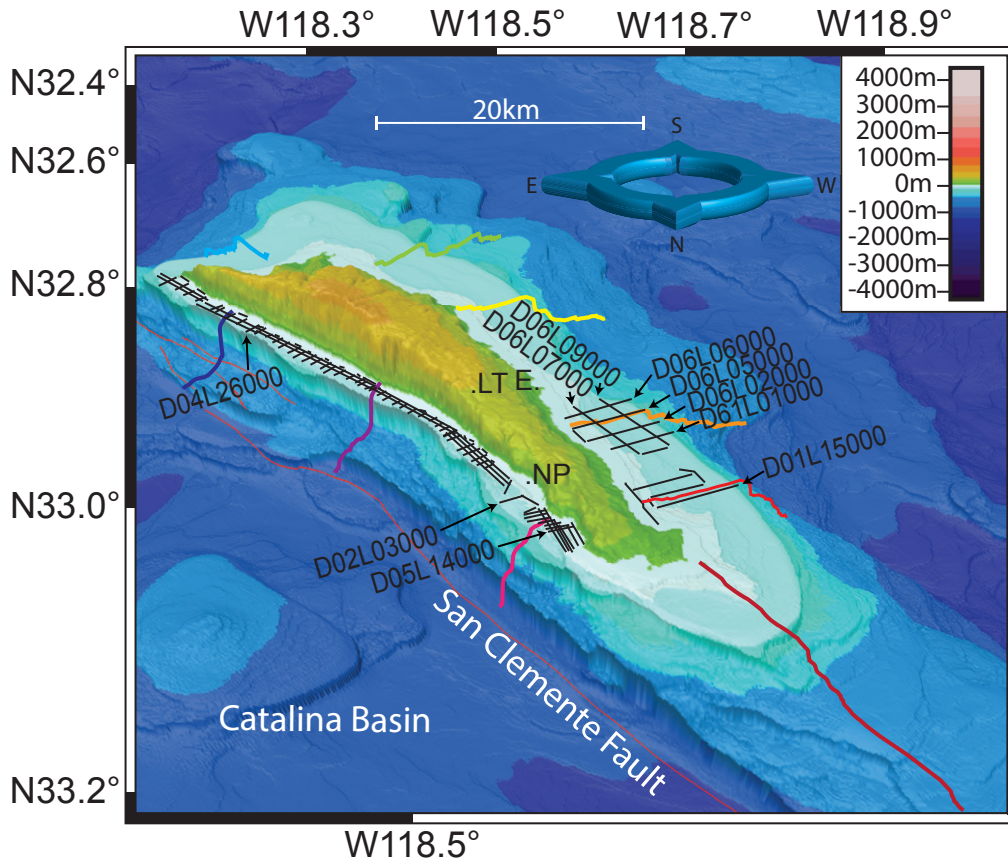 W118.3°
W118.5°
W118.7°
W118.9°
N32.4°
N32.6°
N32.8°
N33.0°
N33.2°
W118.5°
20km
S
E
W
N
4000m
3000m
2000m
1000m
0m
-1000m
-2000m
-3000m
-4000m
D06L09000
D06L07000
D06L06000
D06L05000
D06L02000
D61L01000
D01L15000
D04L26000
.LT
E.
.NP
D02L03000
D05L14000
San Clemente Fault
Catalina Basin